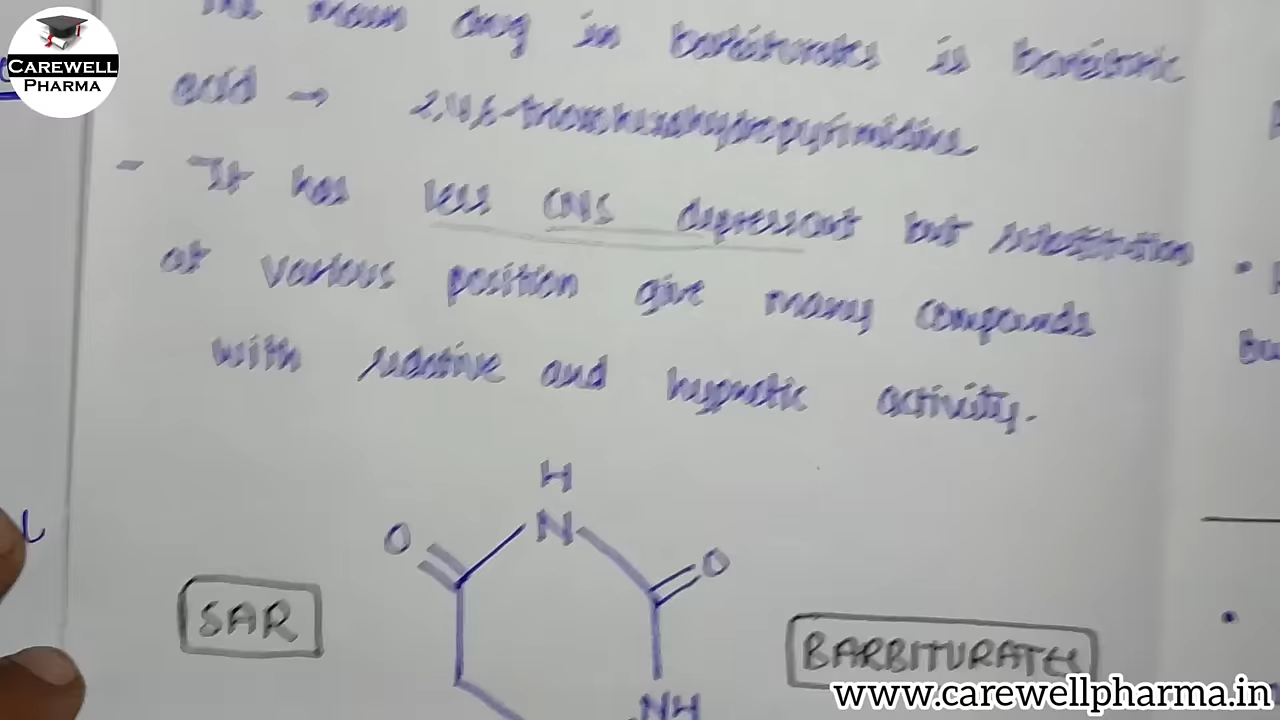 CAREWELL
PHARMA
The main drug in barbiturates is barbituric
acid → 2,4,6-trioxohexahydropyrimidine
- It has less CNS depressant but substitution
at various position give many compounds
with sedative and hypnotic activity.
H
N
O
O
SAR
BARBITURATES
NH
www.carewellpharma.in